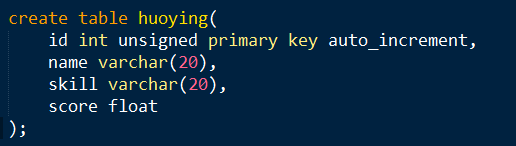 create table huoying(
    id int unsigned primary key auto_increment,
    name varchar(20),
    skill varchar(20),
    score float
);